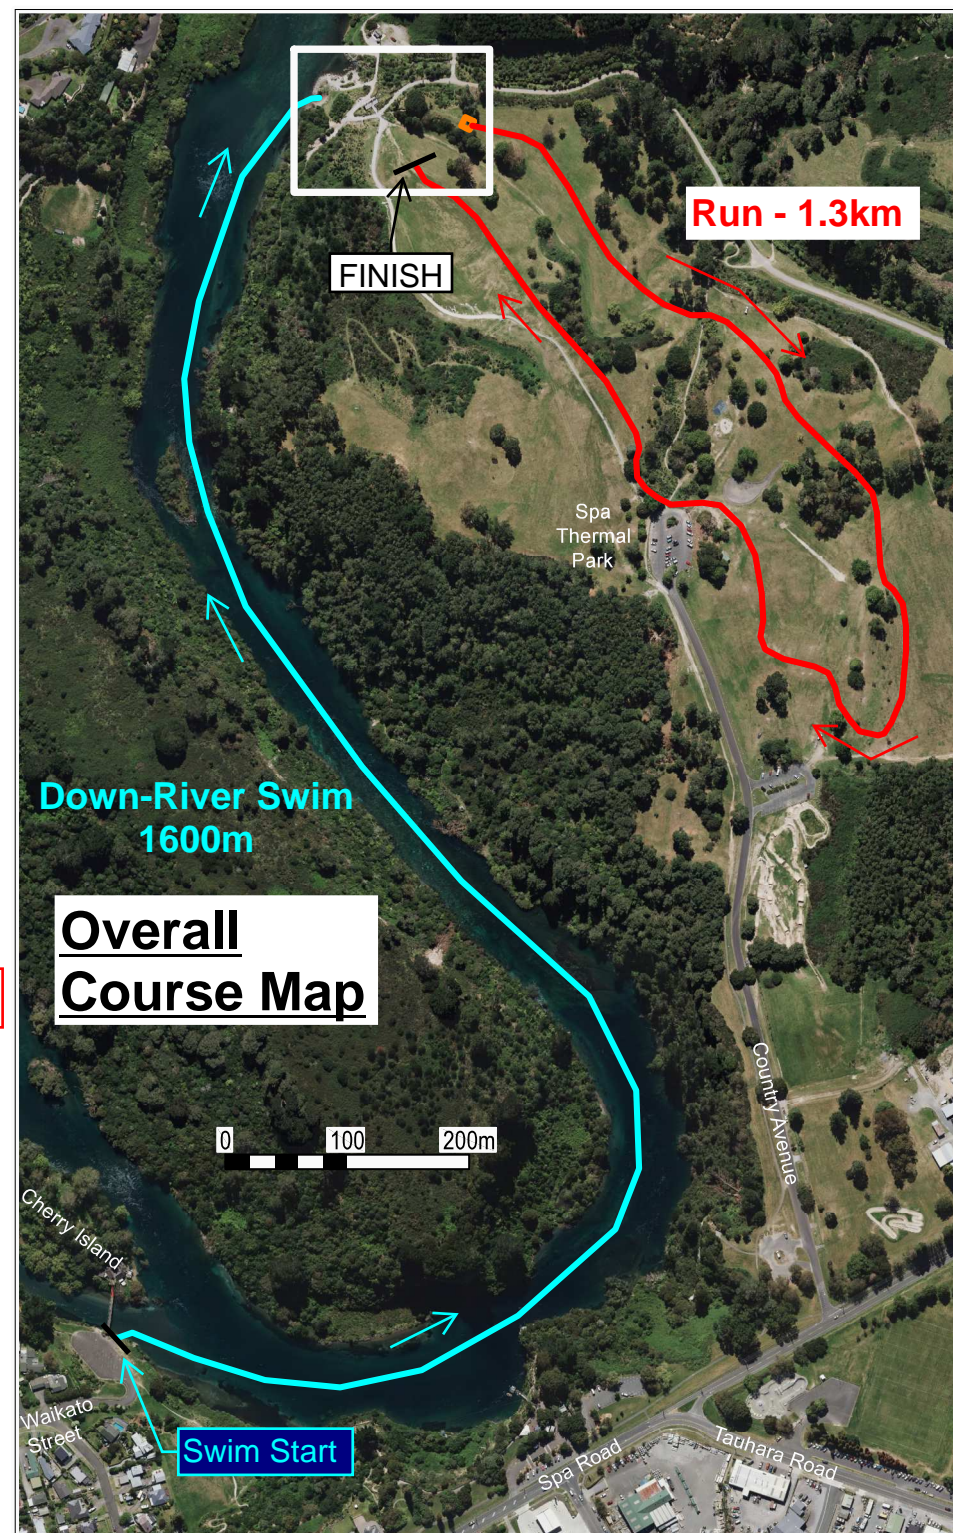 Run - 1.3km
FINISH
Spa
Thermal
Park
Down-River Swim
1600m
Overall
Course Map
0 100 200m
Country Avenue
Cherry Island
Waikato
Street
Swim Start
Spa Road
Tauhara Road